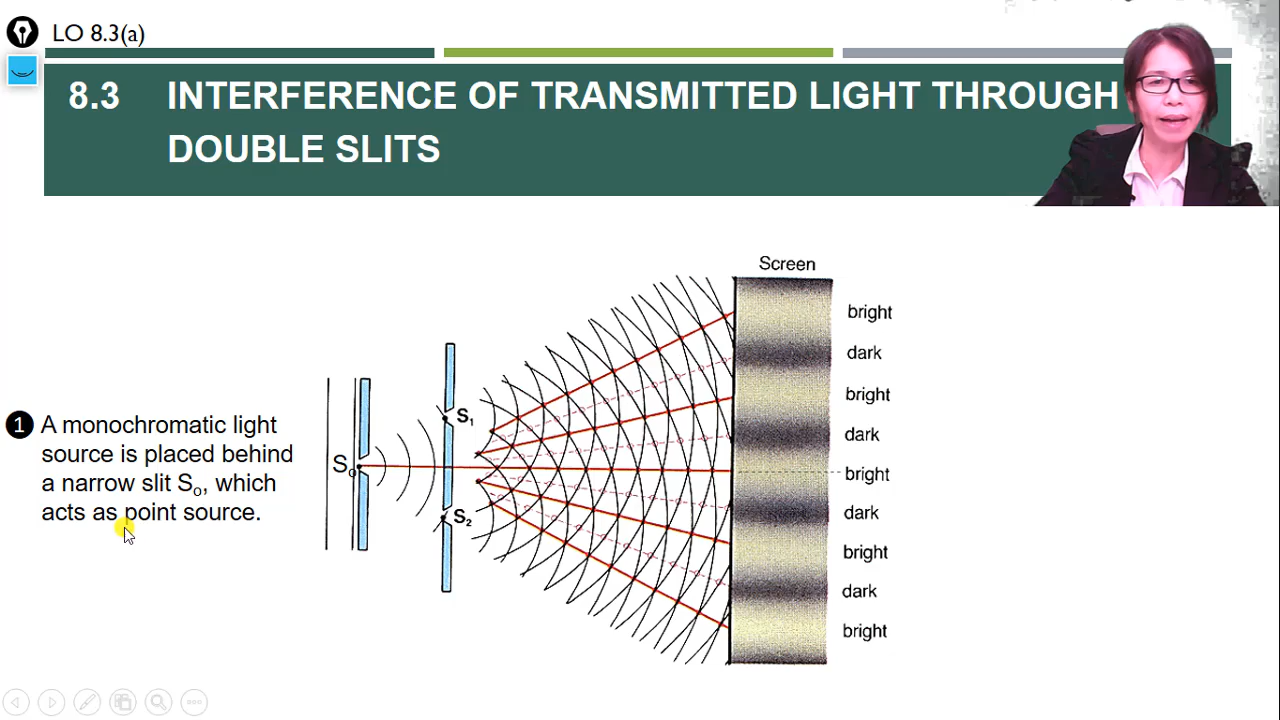 LO 8.3(a)
8.3 INTERFERENCE OF TRANSMITTED LIGHT THROUGH
DOUBLE SLITS
Screen
bright
dark
bright
dark
bright
dark
bright
dark
bright
S₁
S₂
Sₒ
1 A monochromatic light
source is placed behind
a narrow slit Sₒ, which
acts as point source.